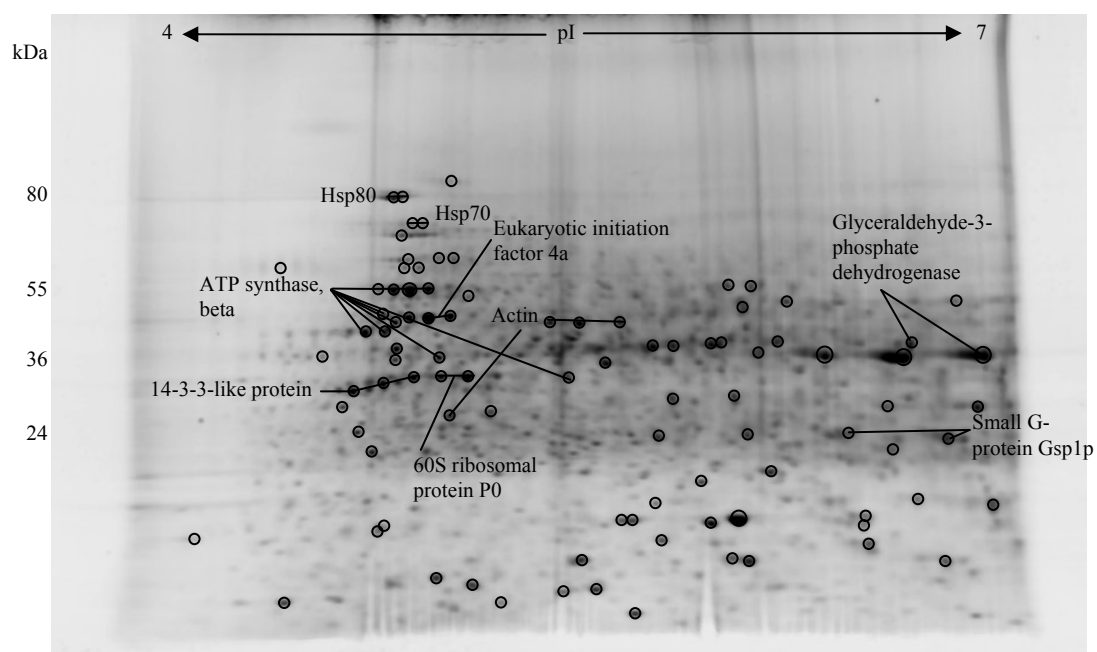 4 pI 7
kDa
80
Hsp80
Hsp70
Eukaryotic initiation
factor 4a
Glyceraldehyde-3-
phosphate
dehydrogenase
ATP synthase,
beta
55
Actin
36
14-3-3-like protein
24
Small G-
protein Gsp1p
60S ribosomal
protein P0